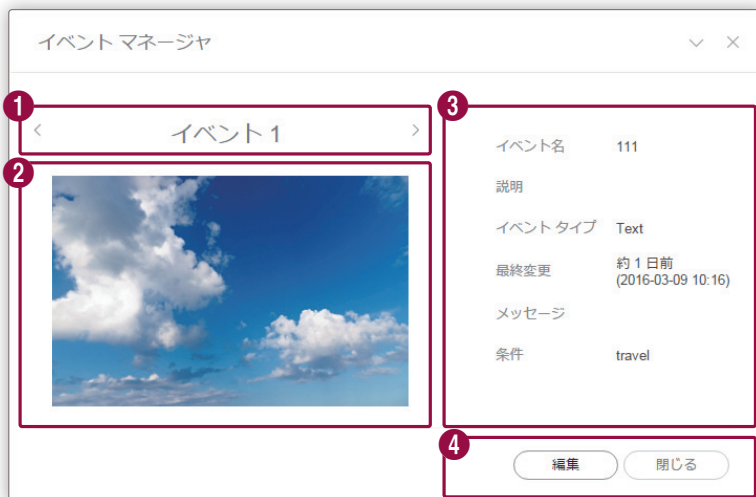 イベント マネージャ
1
イベント 1
2
3
イベント名 111
説明
イベント タイプ Text
最終変更 約 1 日前
(2016-03-09 10:16)
メッセージ
条件 travel
4
編集 閉じる